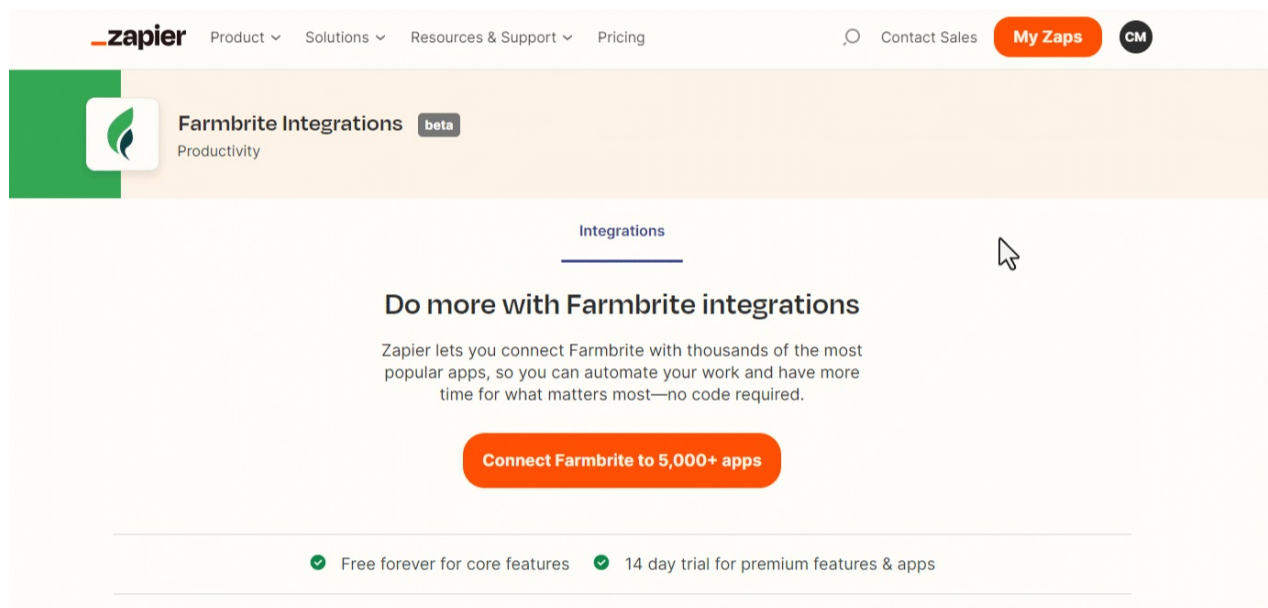 zapier Product Solutions Resources & Support Pricing Contact Sales My Zaps CM
Farmbrite Integrations beta
Productivity
Integrations
Do more with Farmbrite integrations
Zapier lets you connect Farmbrite with thousands of the most
popular apps, so you can automate your work and have more
time for what matters most—no code required.
Connect Farmbrite to 5,000+ apps
Free forever for core features 14 day trial for premium features & apps